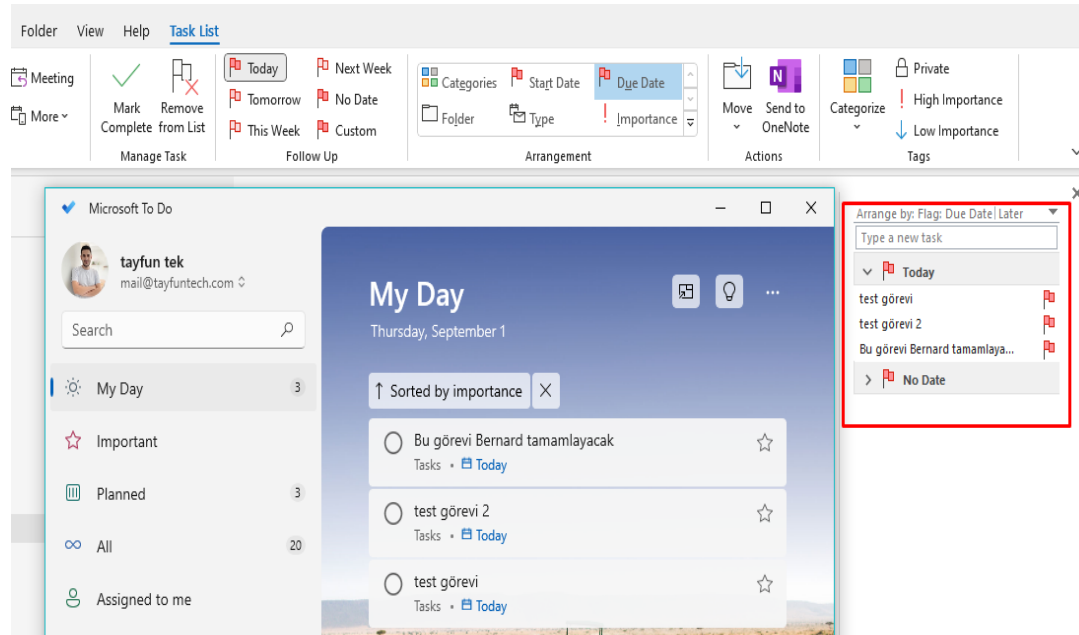 Folder View Help Task List
Meeting
More
Mark Complete
Remove from List
Manage Task
Today
Tomorrow
This Week
Next Week
No Date
Custom
Follow Up
Categories Start Date Due Date
Folder Type Importance
Arrangement
Move
Send to OneNote
Actions
Categorize
Private
High Importance
Low Importance
Tags
Microsoft To Do
tayfun tek
mail@tayfuntech.com
Search
My Day 3
Important
Planned 3
All 20
Assigned to me
My Day
Thursday, September 1
Sorted by importance
Bu görevi Bernard tamamlayacak
Tasks • Today
test görevi 2
Tasks • Today
test görevi
Tasks • Today
Arrange by: Flag: Due Date Later
Type a new task
Today
test görevi
test görevi 2
Bu görevi Bernard tamamlaya...
No Date